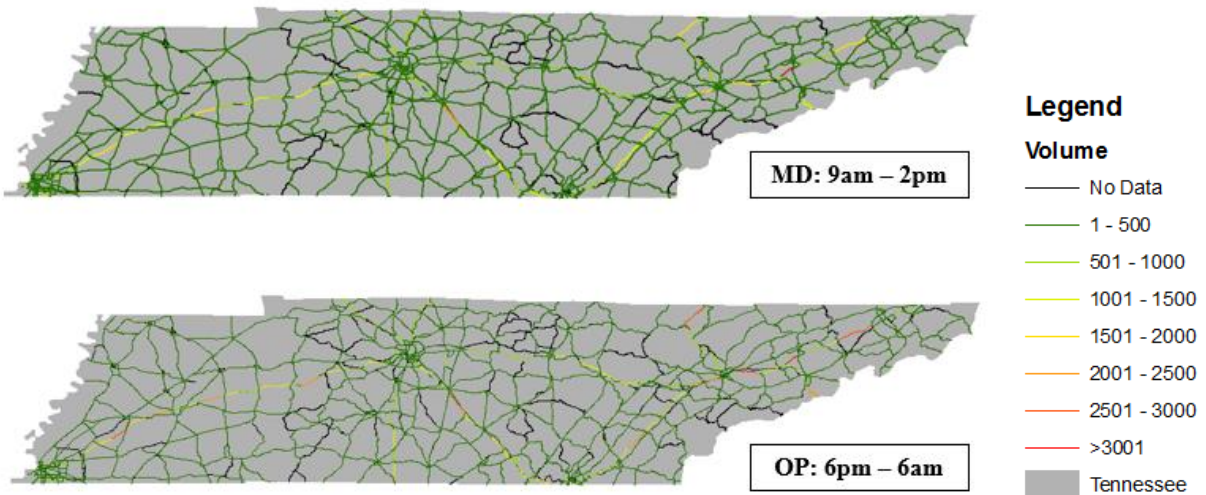 MD: 9am – 2pm
OP: 6pm – 6am
Legend
Volume
No Data
1 - 500
501 - 1000
1001 - 1500
1501 - 2000
2001 - 2500
2501 - 3000
>3001
Tennessee